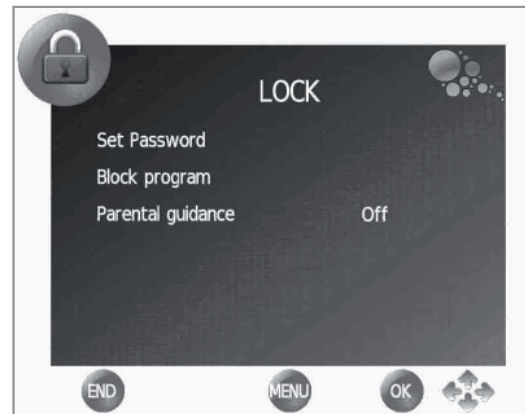 LOCK
Set Password
Block program
Parental guidance Off
END MENU OK